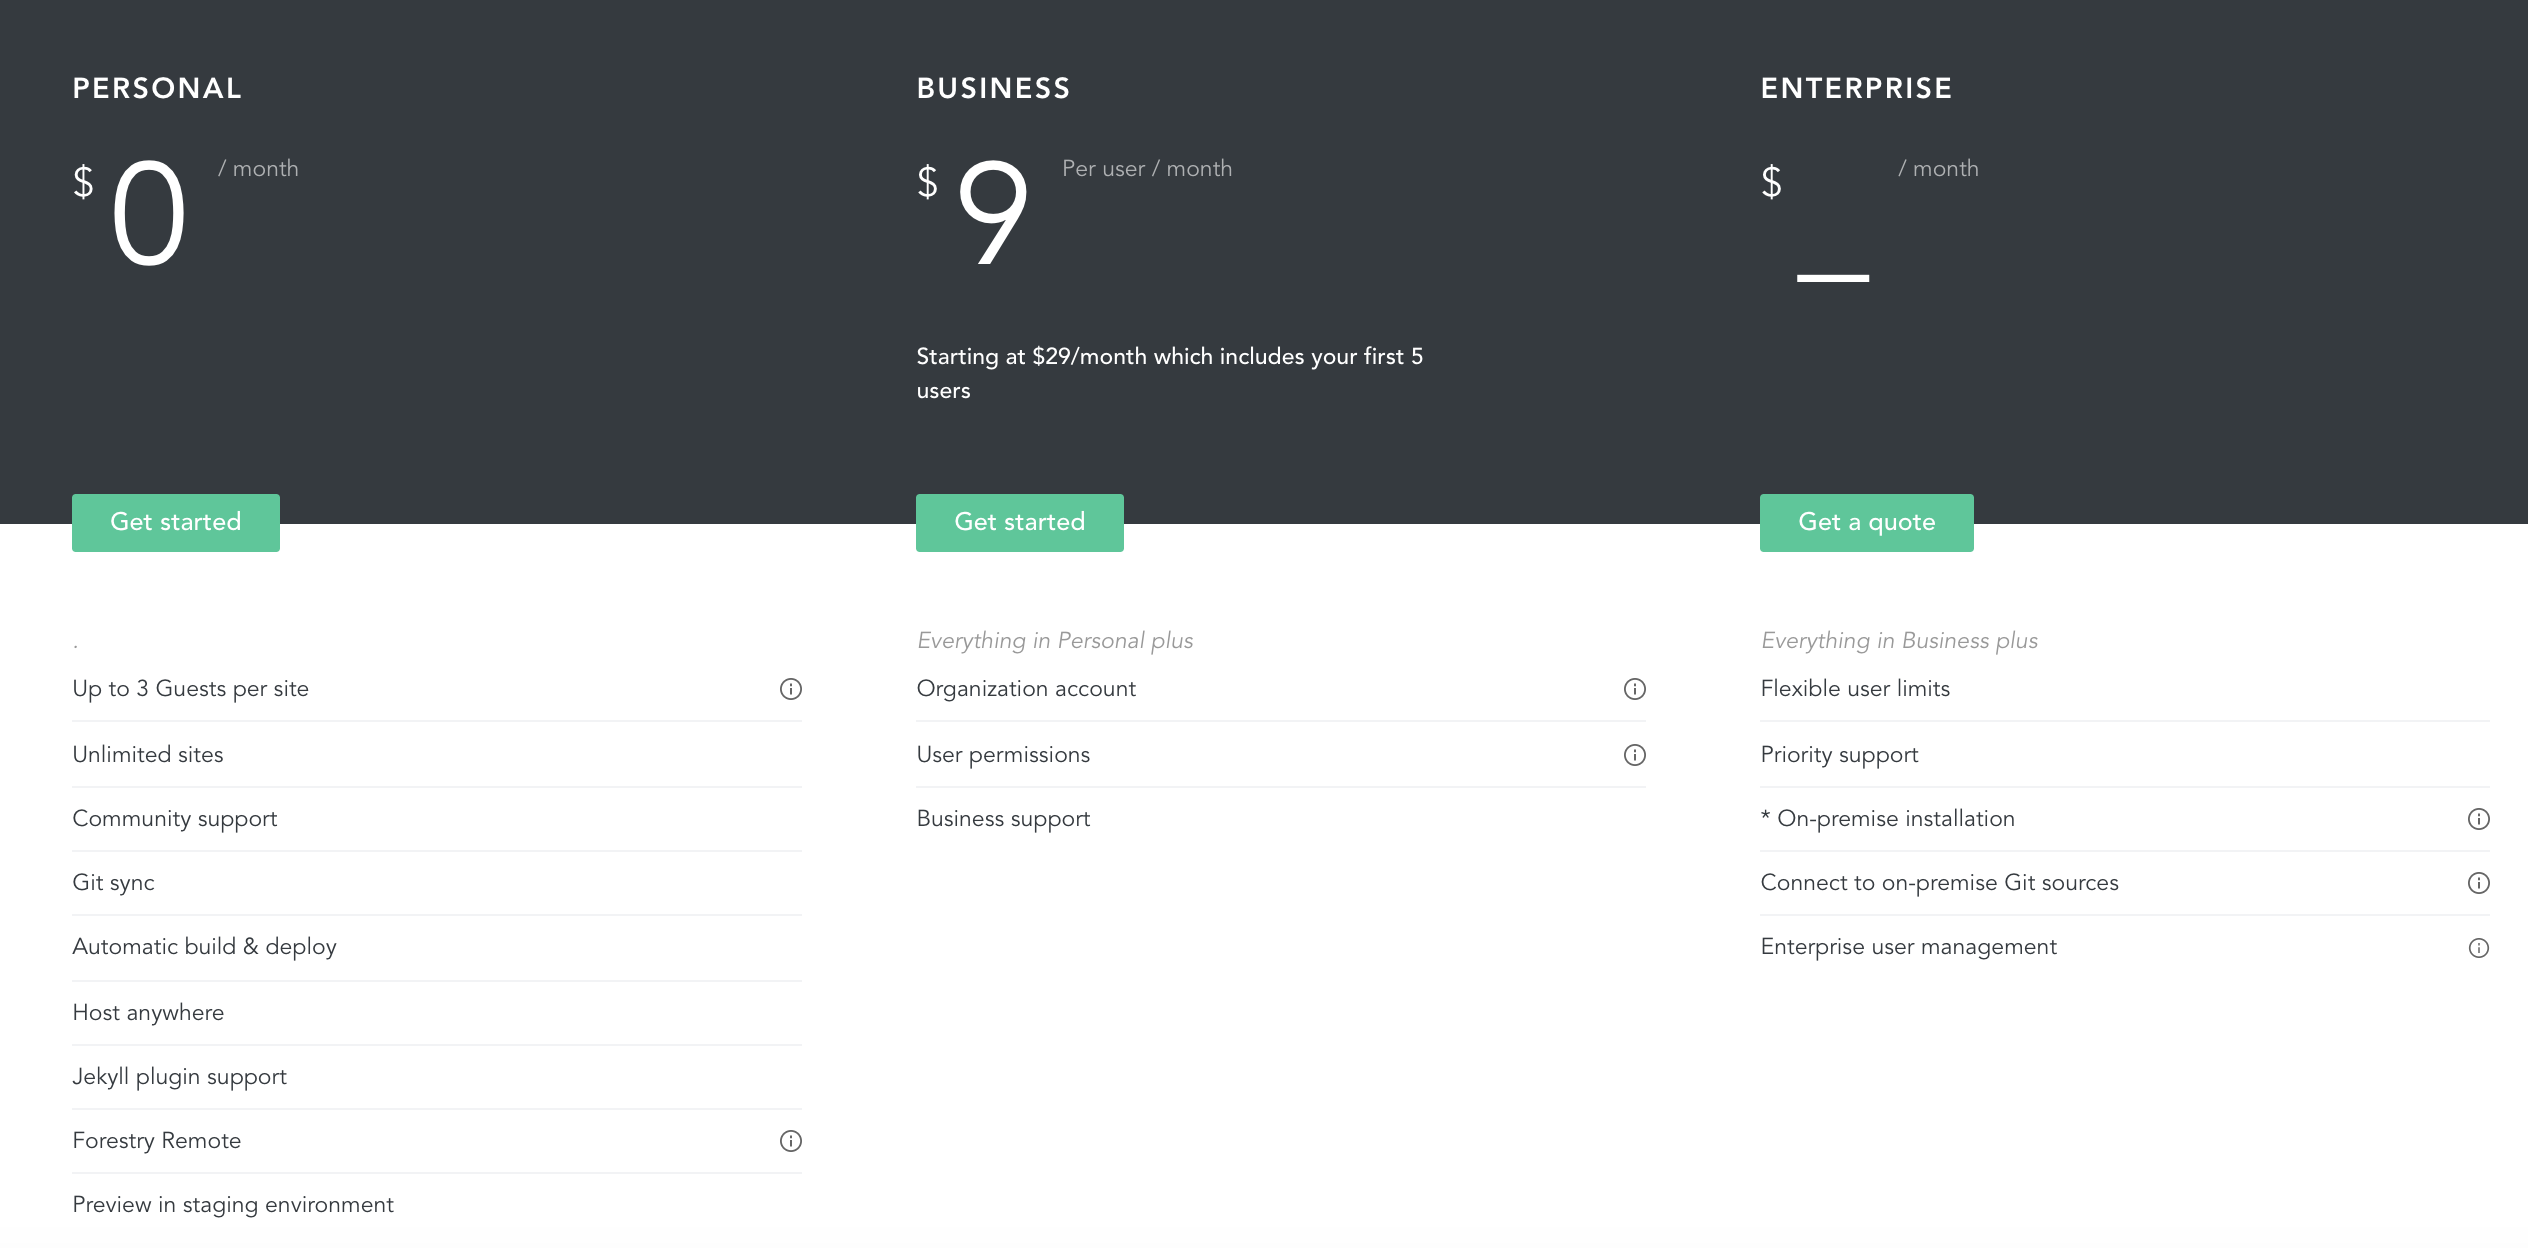 PERSONAL
$ 0 / month
Get started
.
Up to 3 Guests per site
Unlimited sites
Community support
Git sync
Automatic build & deploy
Host anywhere
Jekyll plugin support
Forestry Remote
Preview in staging environment
BUSINESS
$ 9 Per user / month
Starting at $29/month which includes your first 5
users
Get started
Everything in Personal plus
Organization account
User permissions
Business support
ENTERPRISE
$ _ / month
Get a quote
Everything in Business plus
Flexible user limits
Priority support
* On-premise installation
Connect to on-premise Git sources
Enterprise user management